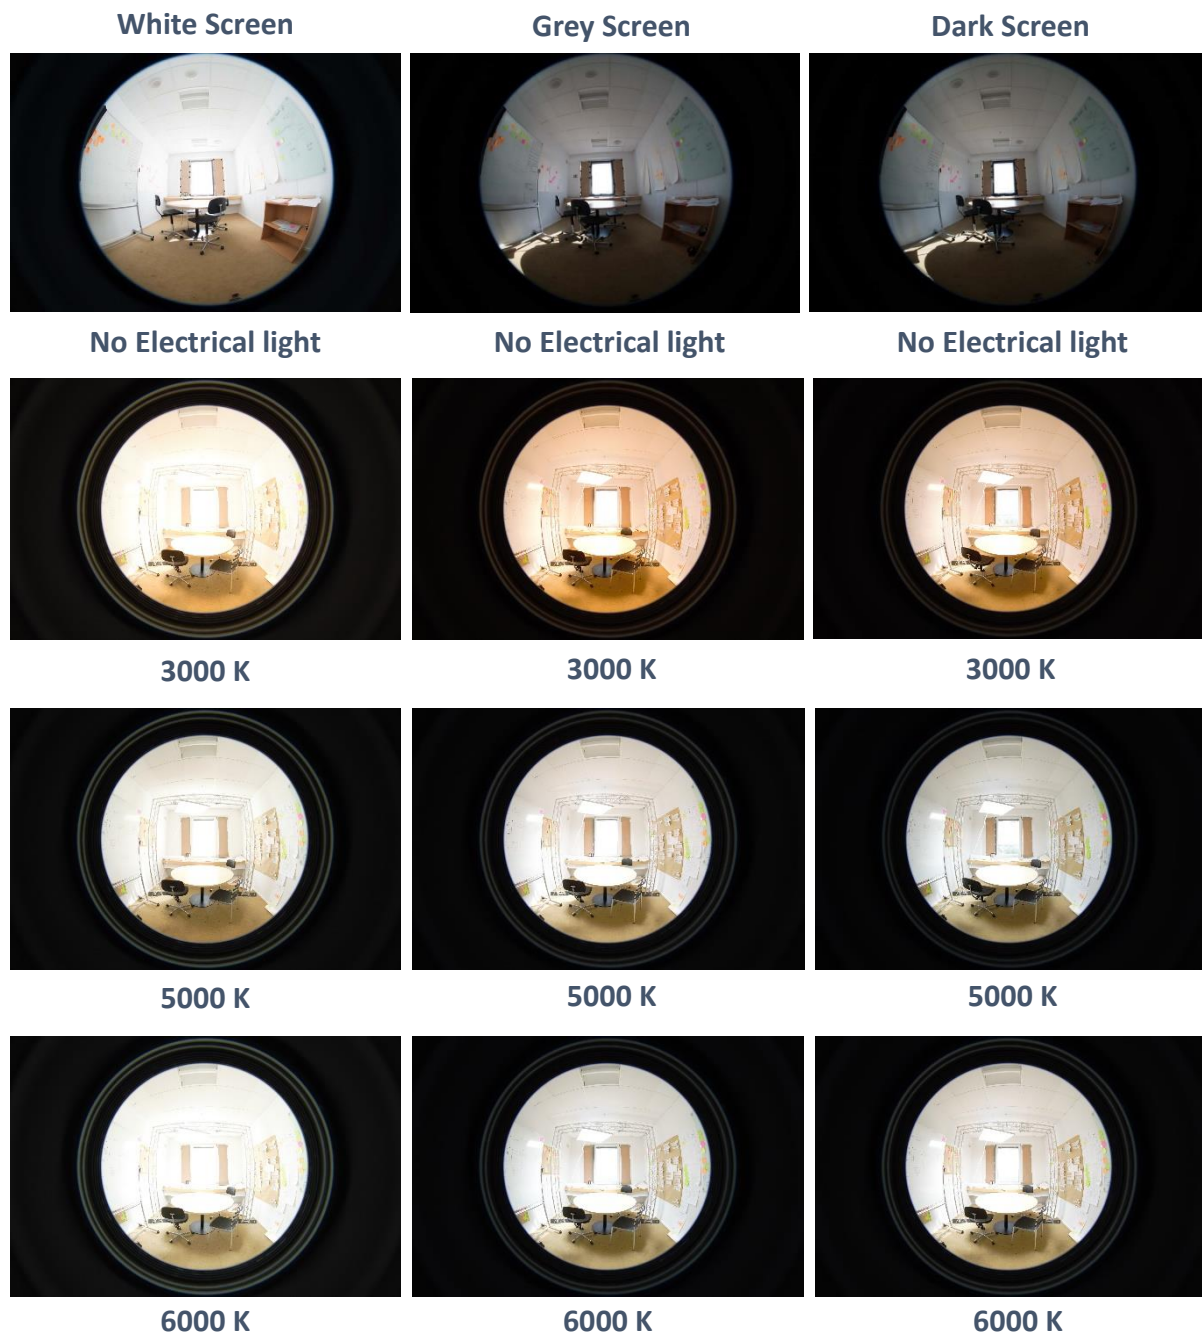 White Screen
Grey Screen
Dark Screen
No Electrical light
No Electrical light
No Electrical light
3000 K
3000 K
3000 K
5000 K
5000 K
5000 K
6000 K
6000 K
6000 K